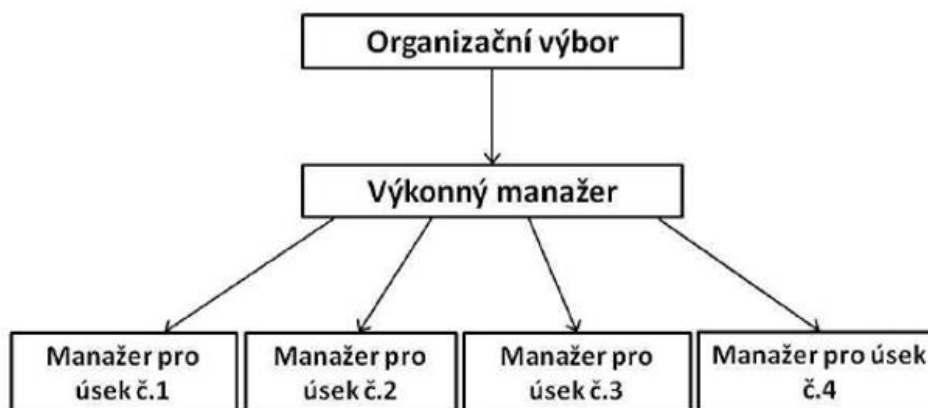 Organizační výbor
Výkonný manažer
Manažer pro
úsek č.1
Manažer pro
úsek č.2
Manažer pro
úsek č.3
Manažer pro úsek
č.4